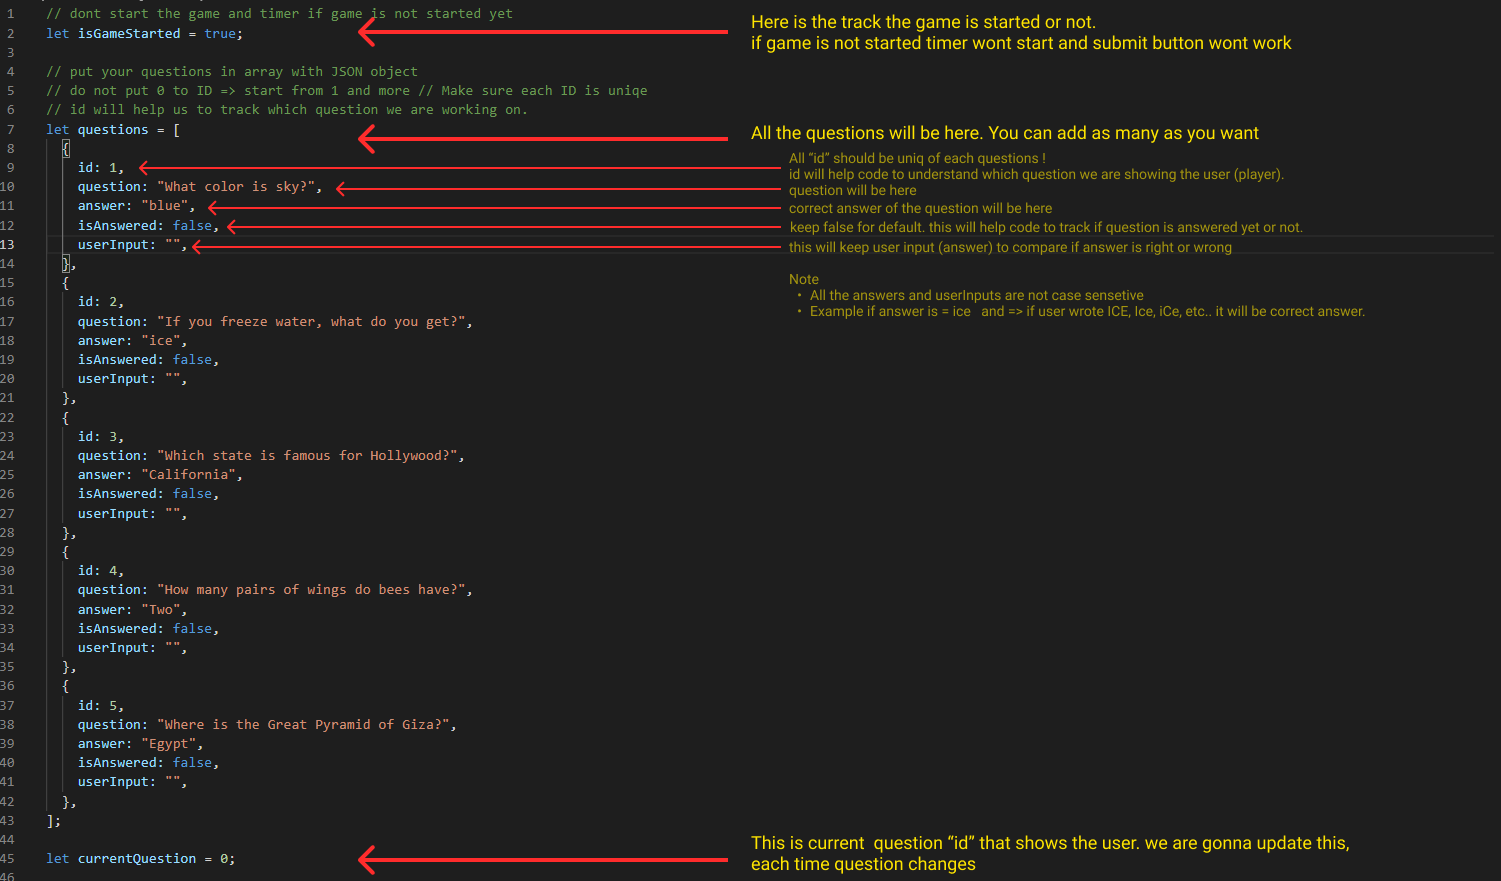 1 // dont start the game and timer if game is not started yet
Here is the track the game is started or not.
2 let isGameStarted = true;
if game is not started timer wont start and submit button wont work
3
4 // put your questions in array with JSON object
5 // do not put 0 to ID => start from 1 and more // Make sure each ID is uniqe
6 // id will help us to track which question we are working on.
7 let questions = [
All the questions will be here. You can add as many as you want
8 {
All “id” should be uniq of each questions !
9 id: 1,
id will help code to understand which question we are showing the user (player).
10 question: "What color is sky?",
question will be here
11 answer: "blue",
correct answer of the question will be here
12 isAnswered: false,
keep false for default. this will help code to track if question is answered yet or not.
13 userInput: "",
this will keep user input (answer) to compare if answer is right or wrong
14 },
15 {
Note
16 id: 2,
• All the answers and userInputs are not case sensetive
17 question: "If you freeze water, what do you get?",
• Example if answer is = ice and => if user wrote ICE, Ice, iCe, etc.. it will be correct answer.
18 answer: "ice",
19 isAnswered: false,
20 userInput: "",
21 },
22 {
23 id: 3,
24 question: "Which state is famous for Hollywood?",
25 answer: "California",
26 isAnswered: false,
27 userInput: "",
28 },
29 {
30 id: 4,
31 question: "How many pairs of wings do bees have?",
32 answer: "Two",
33 isAnswered: false,
34 userInput: "",
35 },
36 {
37 id: 5,
38 question: "Where is the Great Pyramid of Giza?",
39 answer: "Egypt",
40 isAnswered: false,
41 userInput: "",
42 },
43 ];
44
This is current question “id” that shows the user. we are gonna update this,
45 let currentQuestion = 0;
each time question changes
46